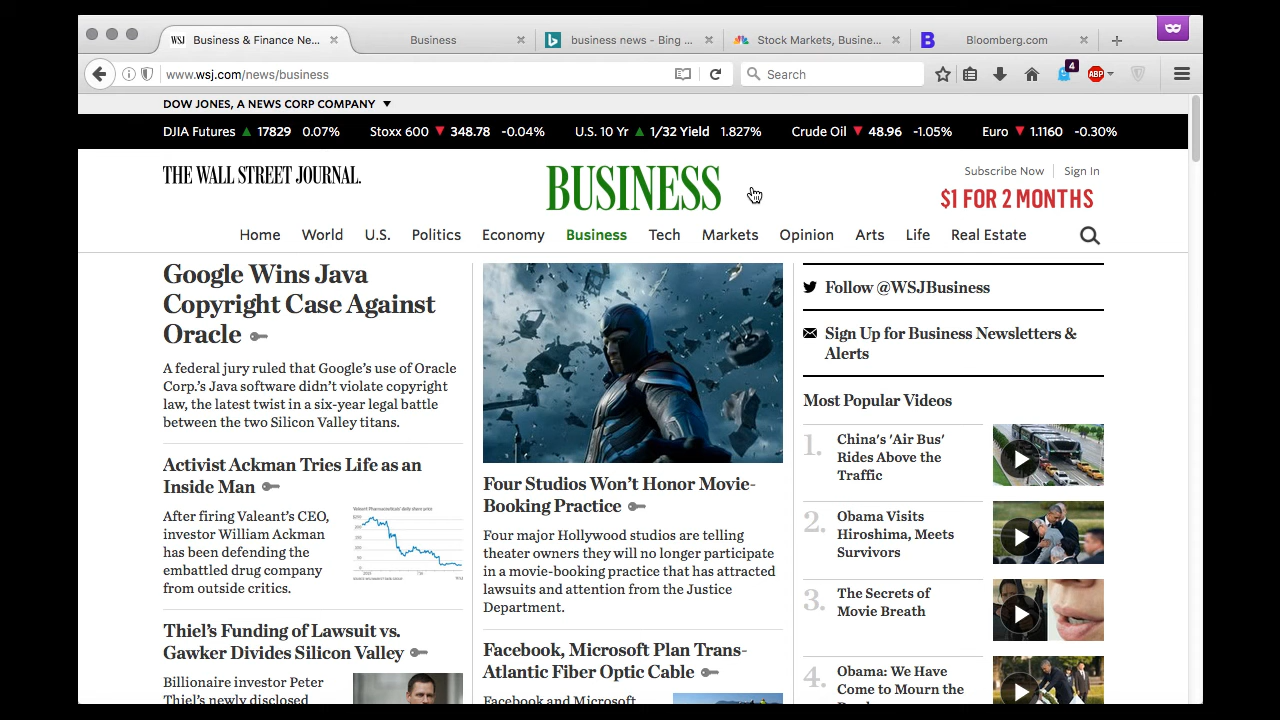 WSJ Business & Finance Ne...
Business
business news - Bing ...
Stock Markets, Busine...
Bloomberg.com
www.wsj.com/news/business
Search
4
ABP
DOW JONES, A NEWS CORP COMPANY
DJIA Futures 17829 0.07% Stoxx 600 348.78 -0.04% U.S. 10 Yr 1/32 Yield 1.827% Crude Oil 48.96 -1.05% Euro 1.1160 -0.30%
THE WALL STREET JOURNAL.
BUSINESS
Subscribe Now Sign In
$1 FOR 2 MONTHS
Home World U.S. Politics Economy Business Tech Markets Opinion Arts Life Real Estate
Google Wins Java
Copyright Case Against
Oracle
A federal jury ruled that Google's use of Oracle
Corp.'s Java software didn't violate copyright
law, the latest twist in a six-year legal battle
between the two Silicon Valley titans.
Activist Ackman Tries Life as an
Inside Man
After firing Valeant's CEO,
investor William Ackman
has been defending the
embattled drug company
from outside critics.
Thiel's Funding of Lawsuit vs.
Gawker Divides Silicon Valley
Billionaire investor Peter
Thiel's newly disclosed
Four Studios Won't Honor Movie-
Booking Practice
Four major Hollywood studios are telling
theater owners they will no longer participate
in a movie-booking practice that has attracted
lawsuits and attention from the Justice
Department.
Facebook, Microsoft Plan Trans-
Atlantic Fiber Optic Cable
Facebook and Microsoft
Follow @WSJBusiness
Sign Up for Business Newsletters &
Alerts
Most Popular Videos
1. China's 'Air Bus'
Rides Above the
Traffic
2. Obama Visits
Hiroshima, Meets
Survivors
3. The Secrets of
Movie Breath
4. Obama: We Have
Come to Mourn the